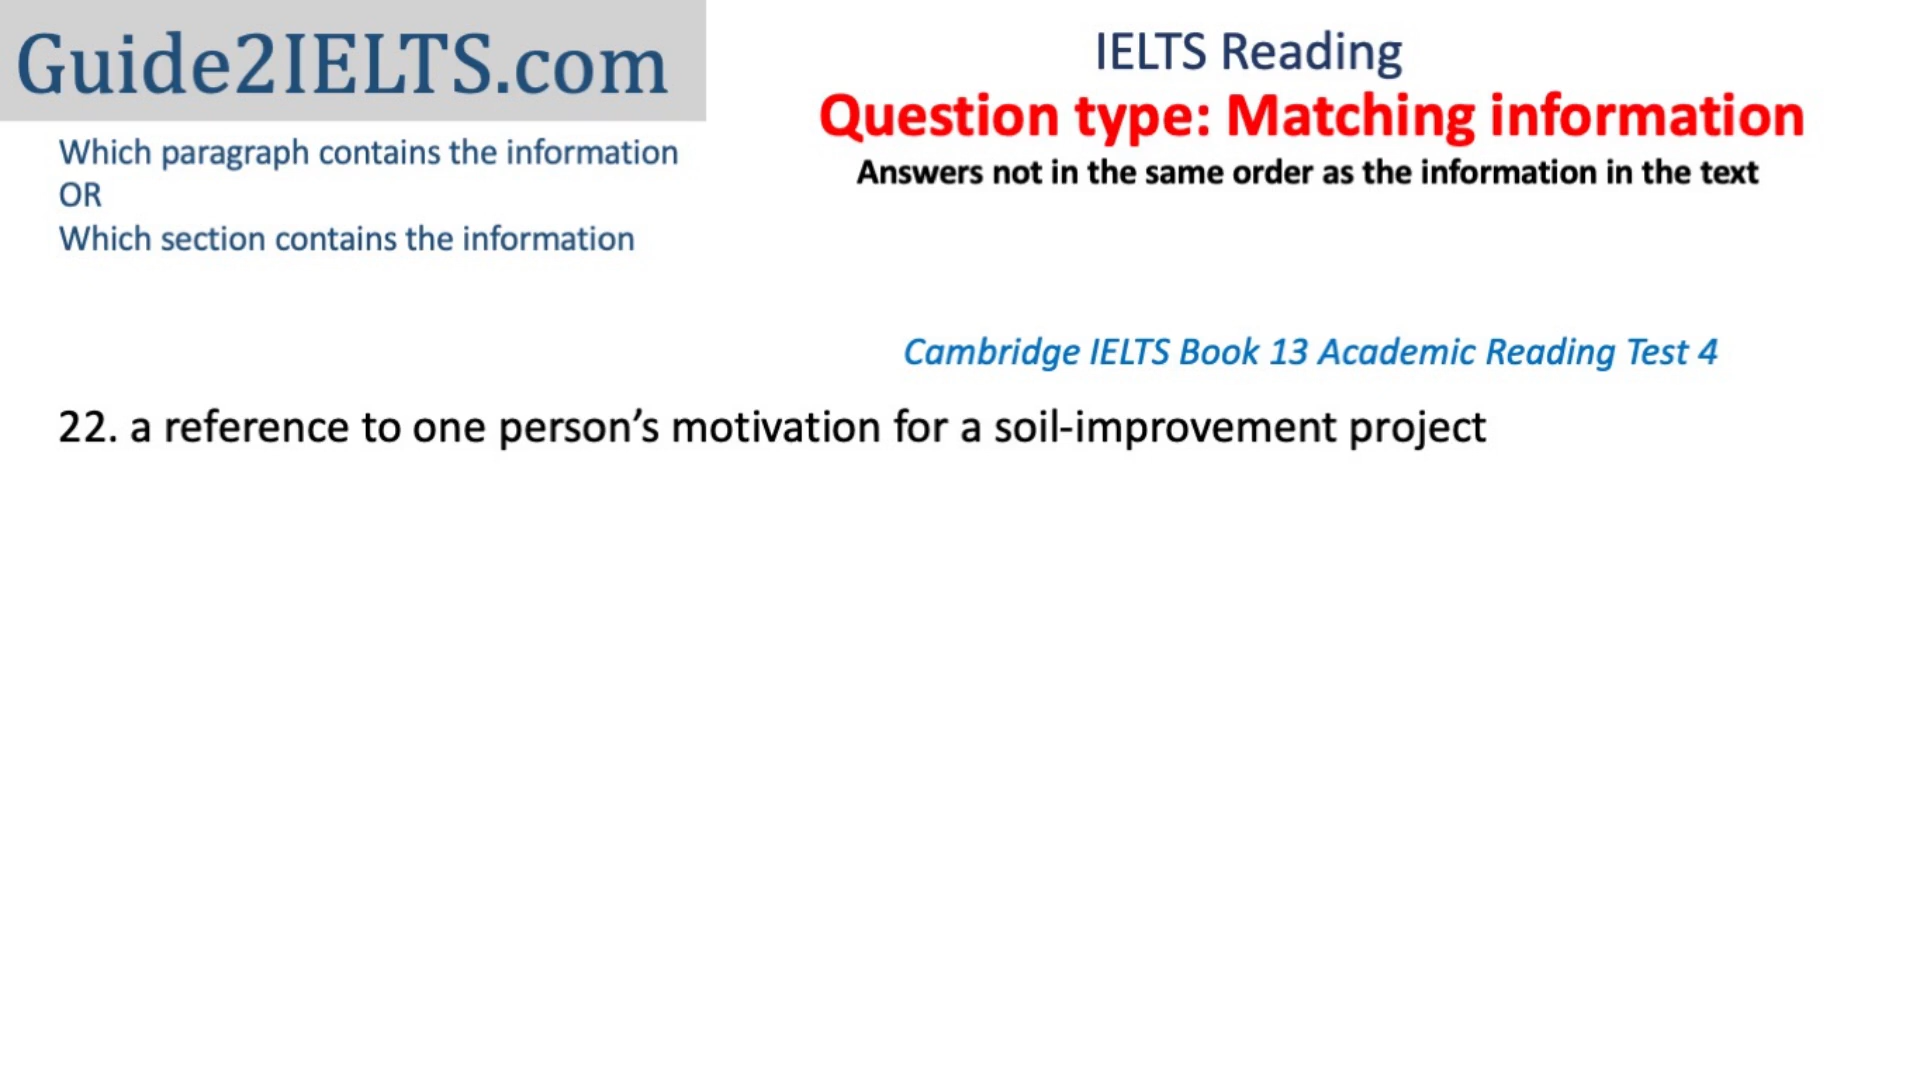 Guide2IELTS.com
IELTS Reading
Question type: Matching information
Answers not in the same order as the information in the text
Which paragraph contains the information
OR
Which section contains the information
Cambridge IELTS Book 13 Academic Reading Test 4
22. a reference to one person’s motivation for a soil-improvement project